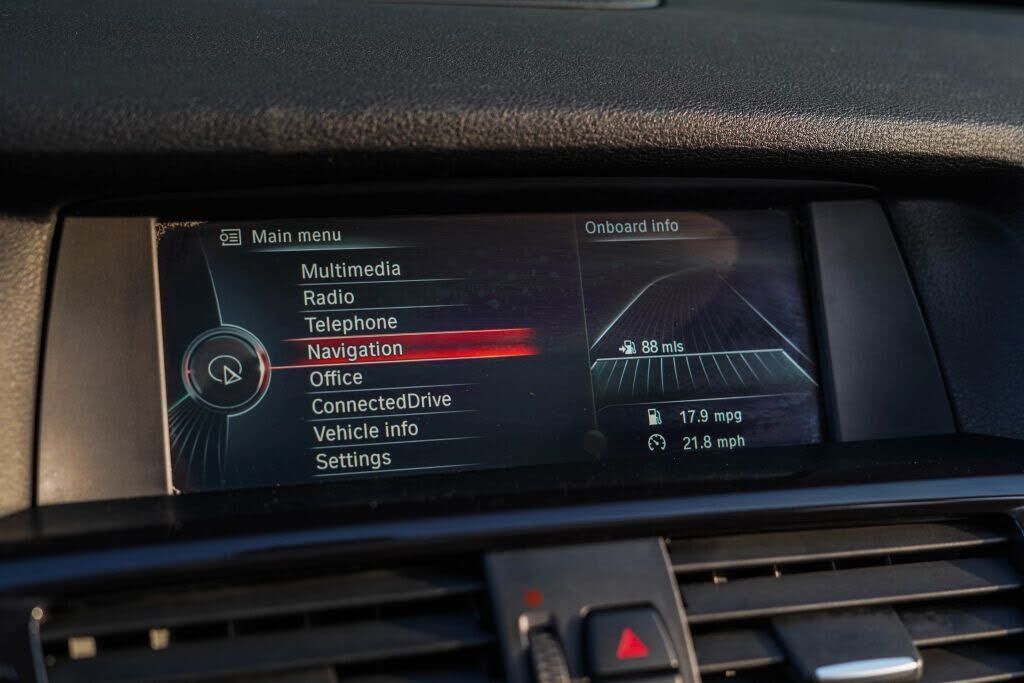 Main menu
Multimedia
Radio
Telephone
Navigation
Office
ConnectedDrive
Vehicle info
Settings
Onboard info
88 mls
17.9 mpg
21.8 mph